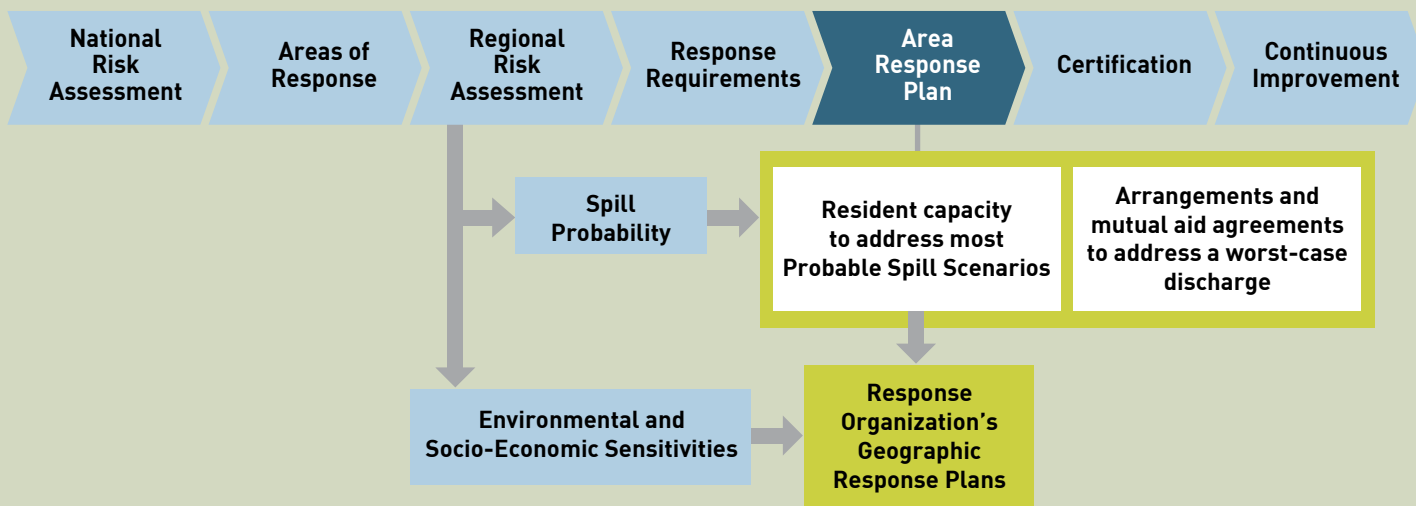 National
Risk
Assessment
Areas of
Response
Regional
Risk
Assessment
Response
Requirements
Area
Response
Plan
Certification
Continuous
Improvement
Spill
Probability
Resident capacity
to address most
Probable Spill Scenarios
Arrangements and
mutual aid agreements
to address a worst-case
discharge
Environmental and
Socio-Economic Sensitivities
Response
Organization’s
Geographic
Response Plans